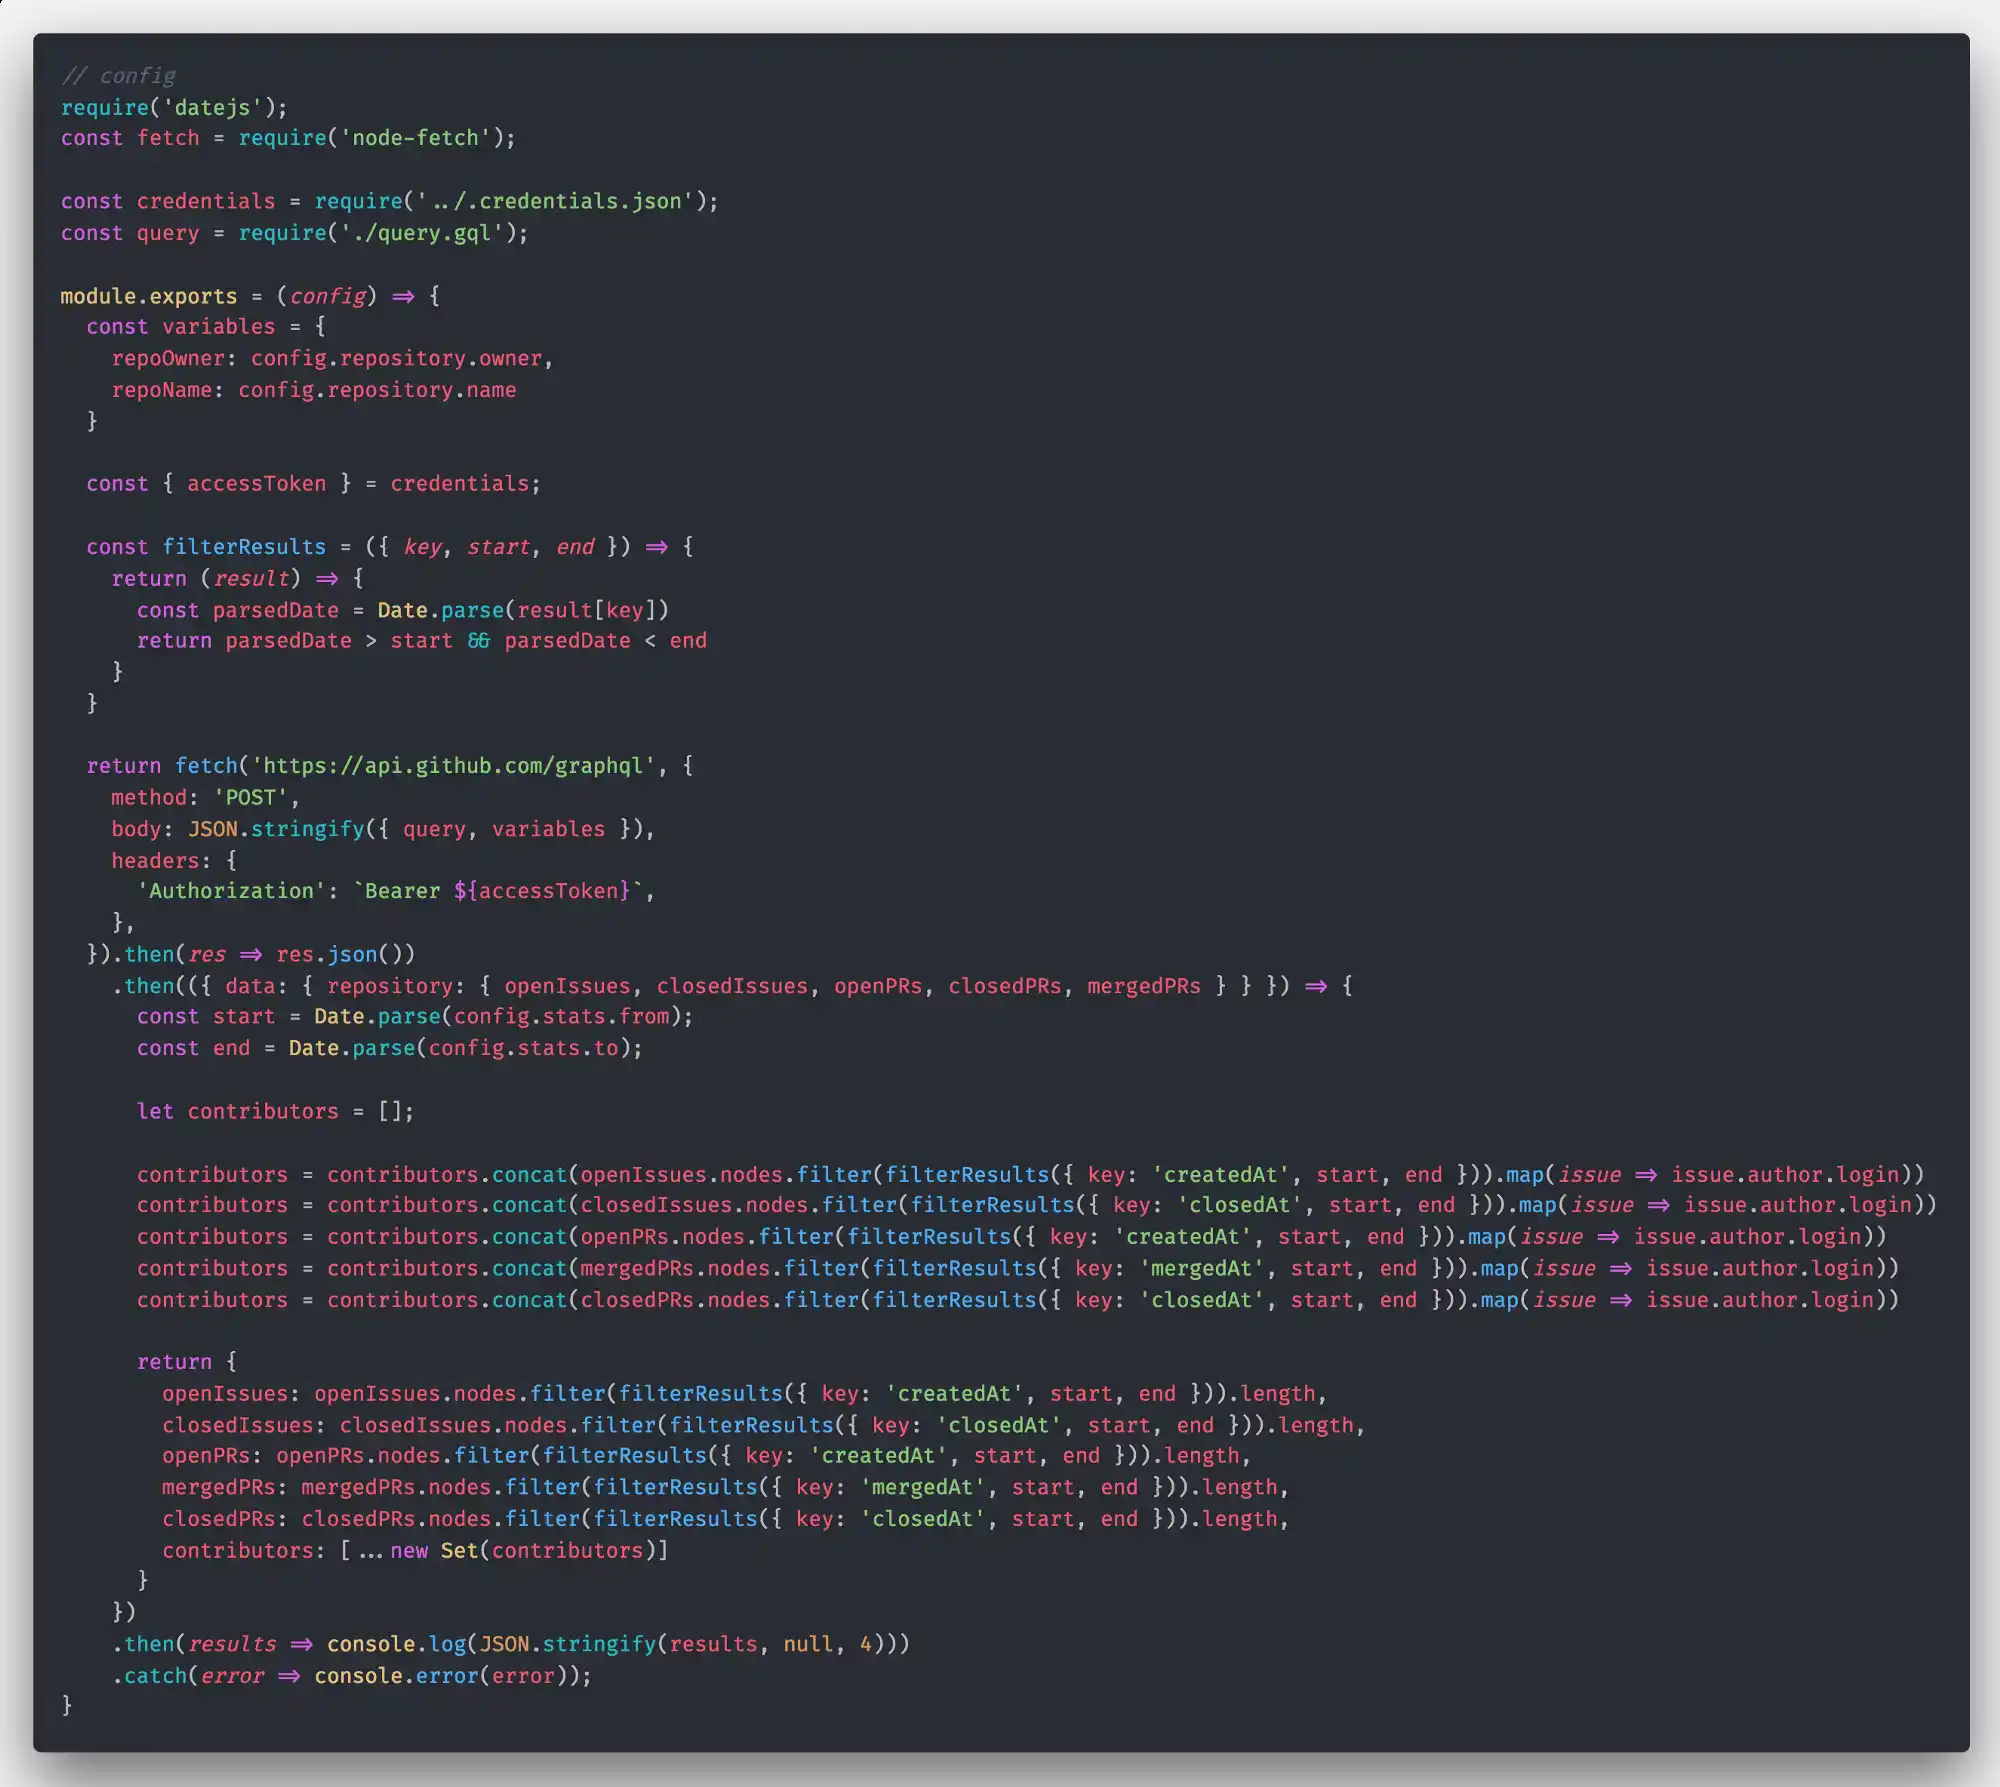 // config
require('datejs');
const fetch = require('node-fetch');
const credentials = require('../.credentials.json');
const query = require('./query.gql');
module.exports = (config) => {
const variables = {
repoOwner: config.repository.owner,
repoName: config.repository.name
}
const { accessToken } = credentials;
const filterResults = ({ key, start, end }) => {
return (result) => {
const parsedDate = Date.parse(result[key])
return parsedDate > start && parsedDate < end
}
}
return fetch('https://api.github.com/graphql', {
method: 'POST',
body: JSON.stringify({ query, variables }),
headers: {
'Authorization': `Bearer ${accessToken}`,
},
}).then(res => res.json())
.then(({ data: { repository: { openIssues, closedIssues, openPRs, closedPRs, mergedPRs } } }) => {
const start = Date.parse(config.stats.from);
const end = Date.parse(config.stats.to);
let contributors = [];
contributors = contributors.concat(openIssues.nodes.filter(filterResults({ key: 'createdAt', start, end })).map(issue => issue.author.login))
contributors = contributors.concat(closedIssues.nodes.filter(filterResults({ key: 'closedAt', start, end })).map(issue => issue.author.login))
contributors = contributors.concat(openPRs.nodes.filter(filterResults({ key: 'createdAt', start, end })).map(issue => issue.author.login))
contributors = contributors.concat(mergedPRs.nodes.filter(filterResults({ key: 'mergedAt', start, end })).map(issue => issue.author.login))
contributors = contributors.concat(closedPRs.nodes.filter(filterResults({ key: 'closedAt', start, end })).map(issue => issue.author.login))
return {
openIssues: openIssues.nodes.filter(filterResults({ key: 'createdAt', start, end })).length,
closedIssues: closedIssues.nodes.filter(filterResults({ key: 'closedAt', start, end })).length,
openPRs: openPRs.nodes.filter(filterResults({ key: 'createdAt', start, end })).length,
mergedPRs: mergedPRs.nodes.filter(filterResults({ key: 'mergedAt', start, end })).length,
closedPRs: closedPRs.nodes.filter(filterResults({ key: 'closedAt', start, end })).length,
contributors: [...new Set(contributors)]
}
})
.then(results => console.log(JSON.stringify(results, null, 4)))
.catch(error => console.error(error));
}